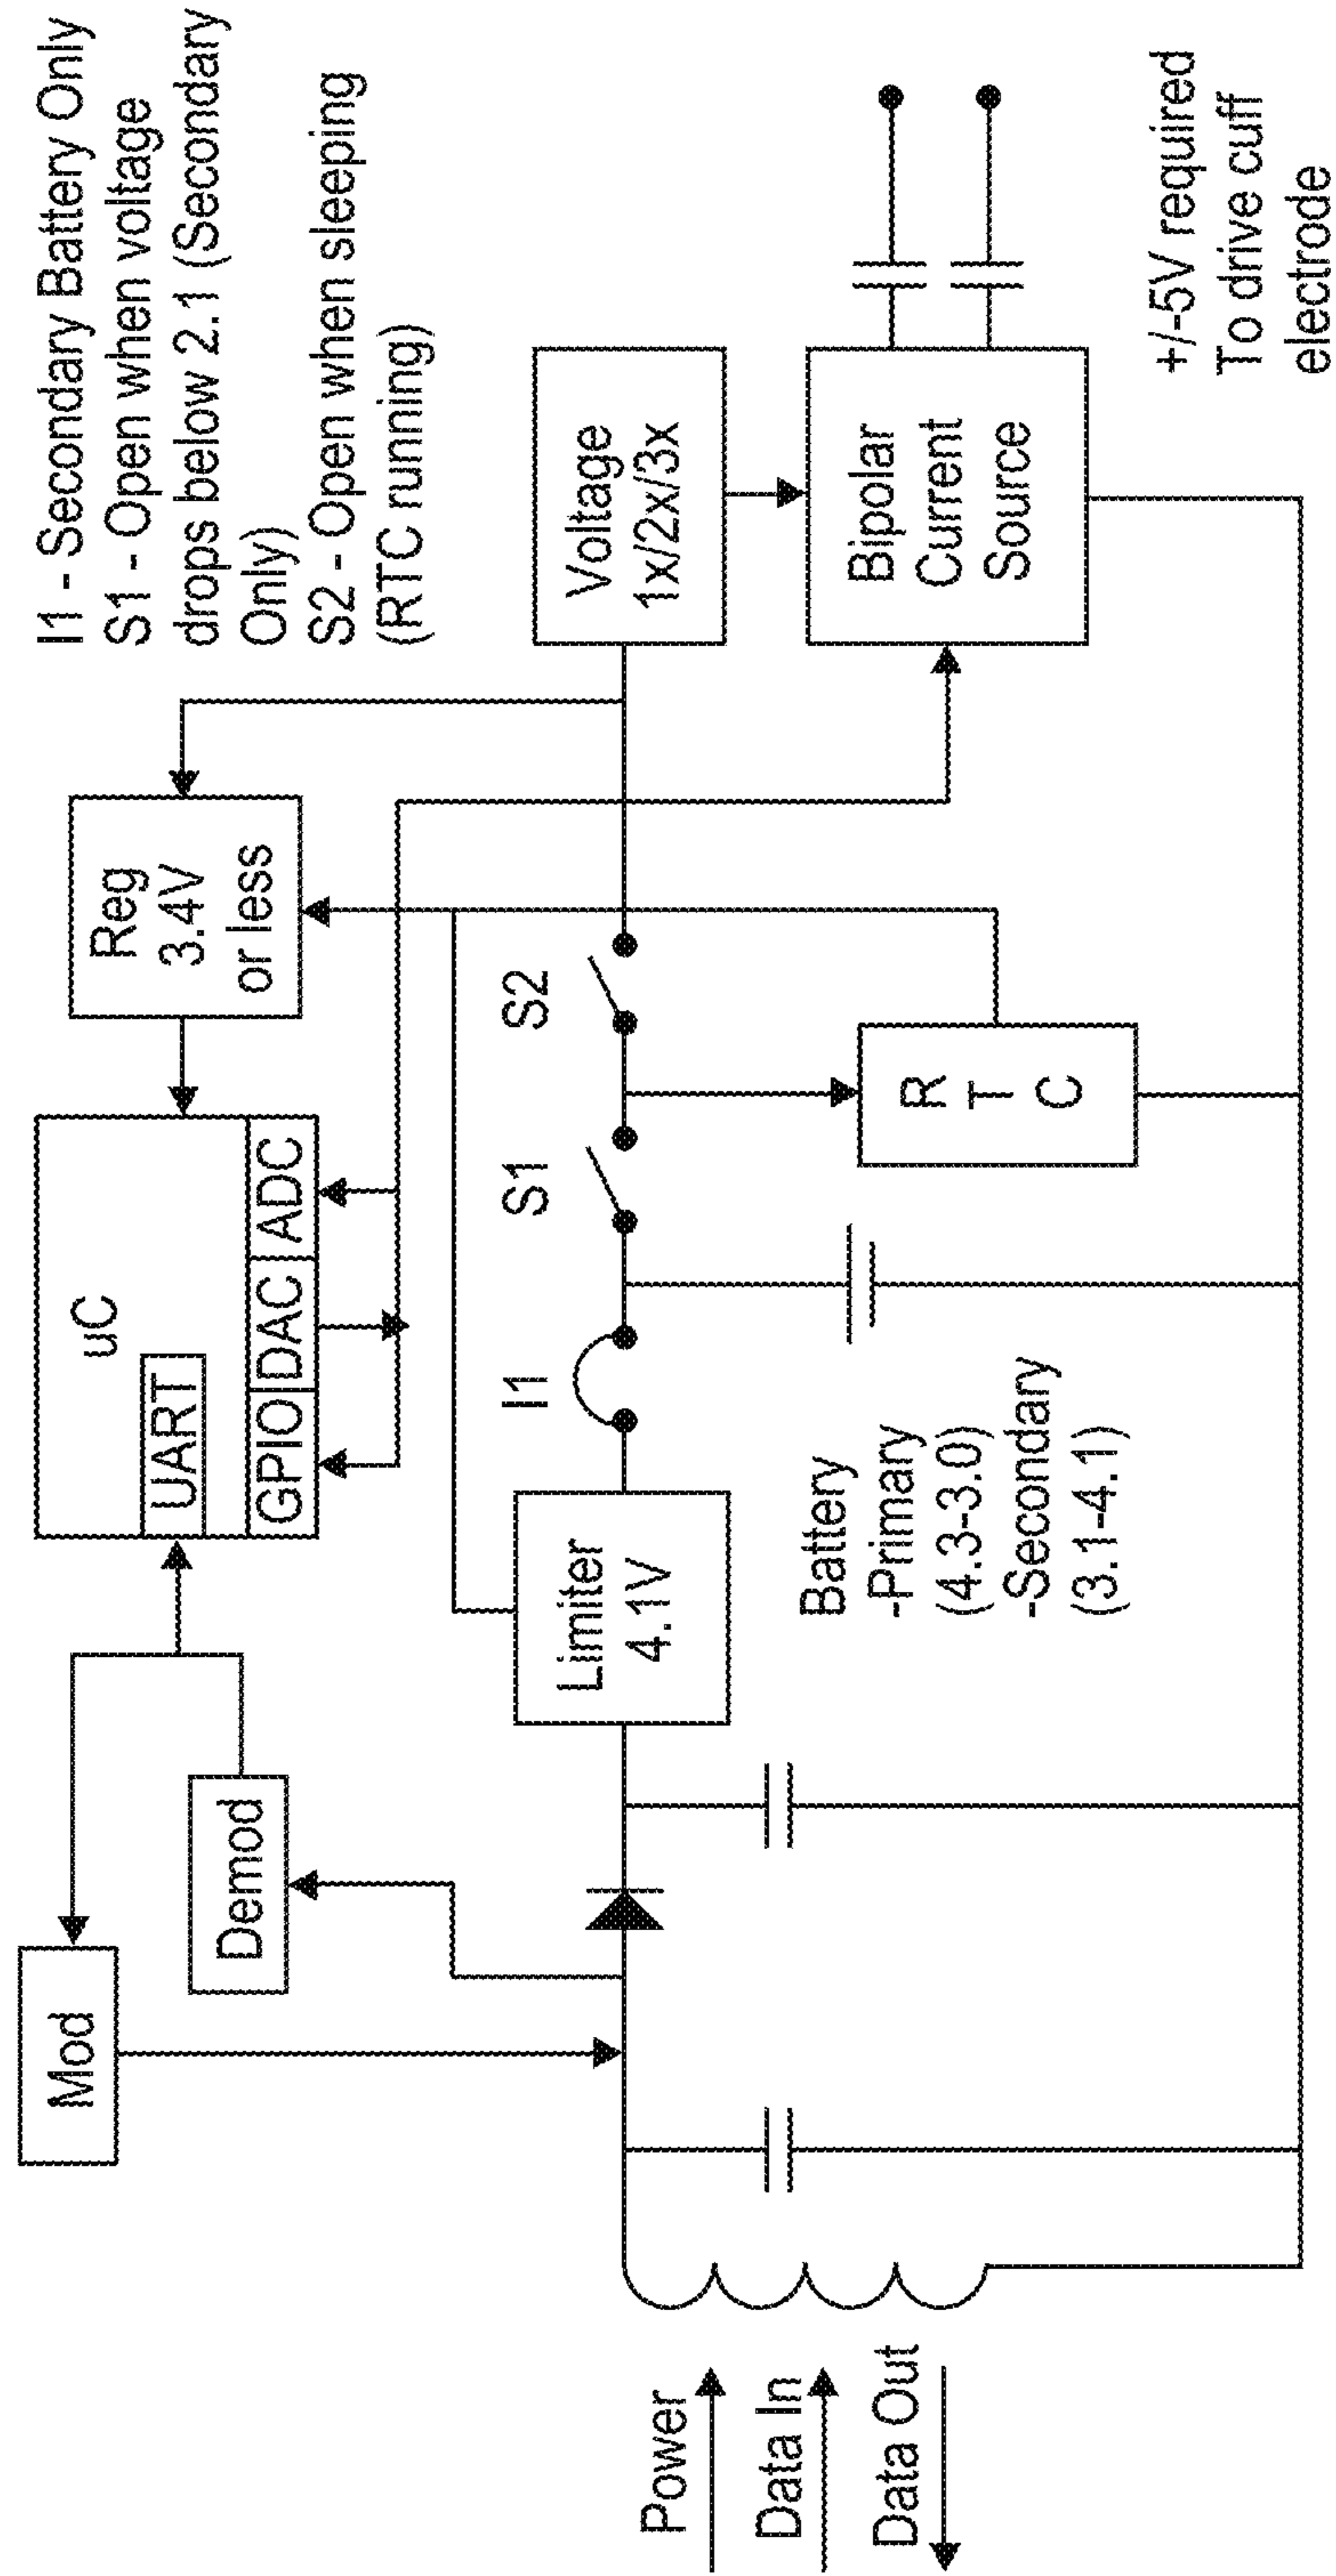 I1 - Secondary Battery Only
S1 - Open when voltage
drops below 2.1 (Secondary
Only)
S2 - Open when sleeping
(RTC running)
Mod
Demod
uC
UART
GPIO
DAC
ADC
Reg
3.4V
or less
Power
Data In
Data Out
Limiter
4.1V
I1
S1
S2
Voltage
1x/2x/3x
Battery
-Primary
(4.3-3.0)
-Secondary
(3.1-4.1)
R
T
C
Bipolar
Current
Source
+/-5V required
To drive cuff
electrode